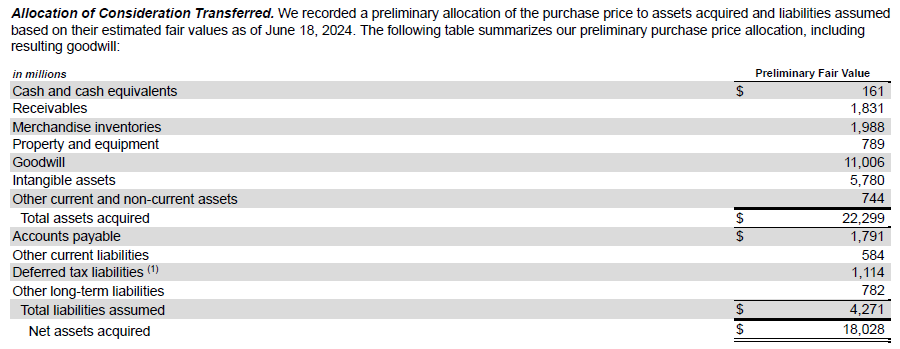 Allocation of Consideration Transferred. We recorded a preliminary allocation of the purchase price to assets acquired and liabilities assumed
based on their estimated fair values as of June 18, 2024. The following table summarizes our preliminary purchase price allocation, including
resulting goodwill:
in millions Preliminary Fair Value
Cash and cash equivalents $ 161
Receivables 1,831
Merchandise inventories 1,988
Property and equipment 789
Goodwill 11,006
Intangible assets 5,780
Other current and non-current assets 744
Total assets acquired $ 22,299
Accounts payable $ 1,791
Other current liabilities 584
Deferred tax liabilities (1) 1,114
Other long-term liabilities 782
Total liabilities assumed $ 4,271
Net assets acquired $ 18,028